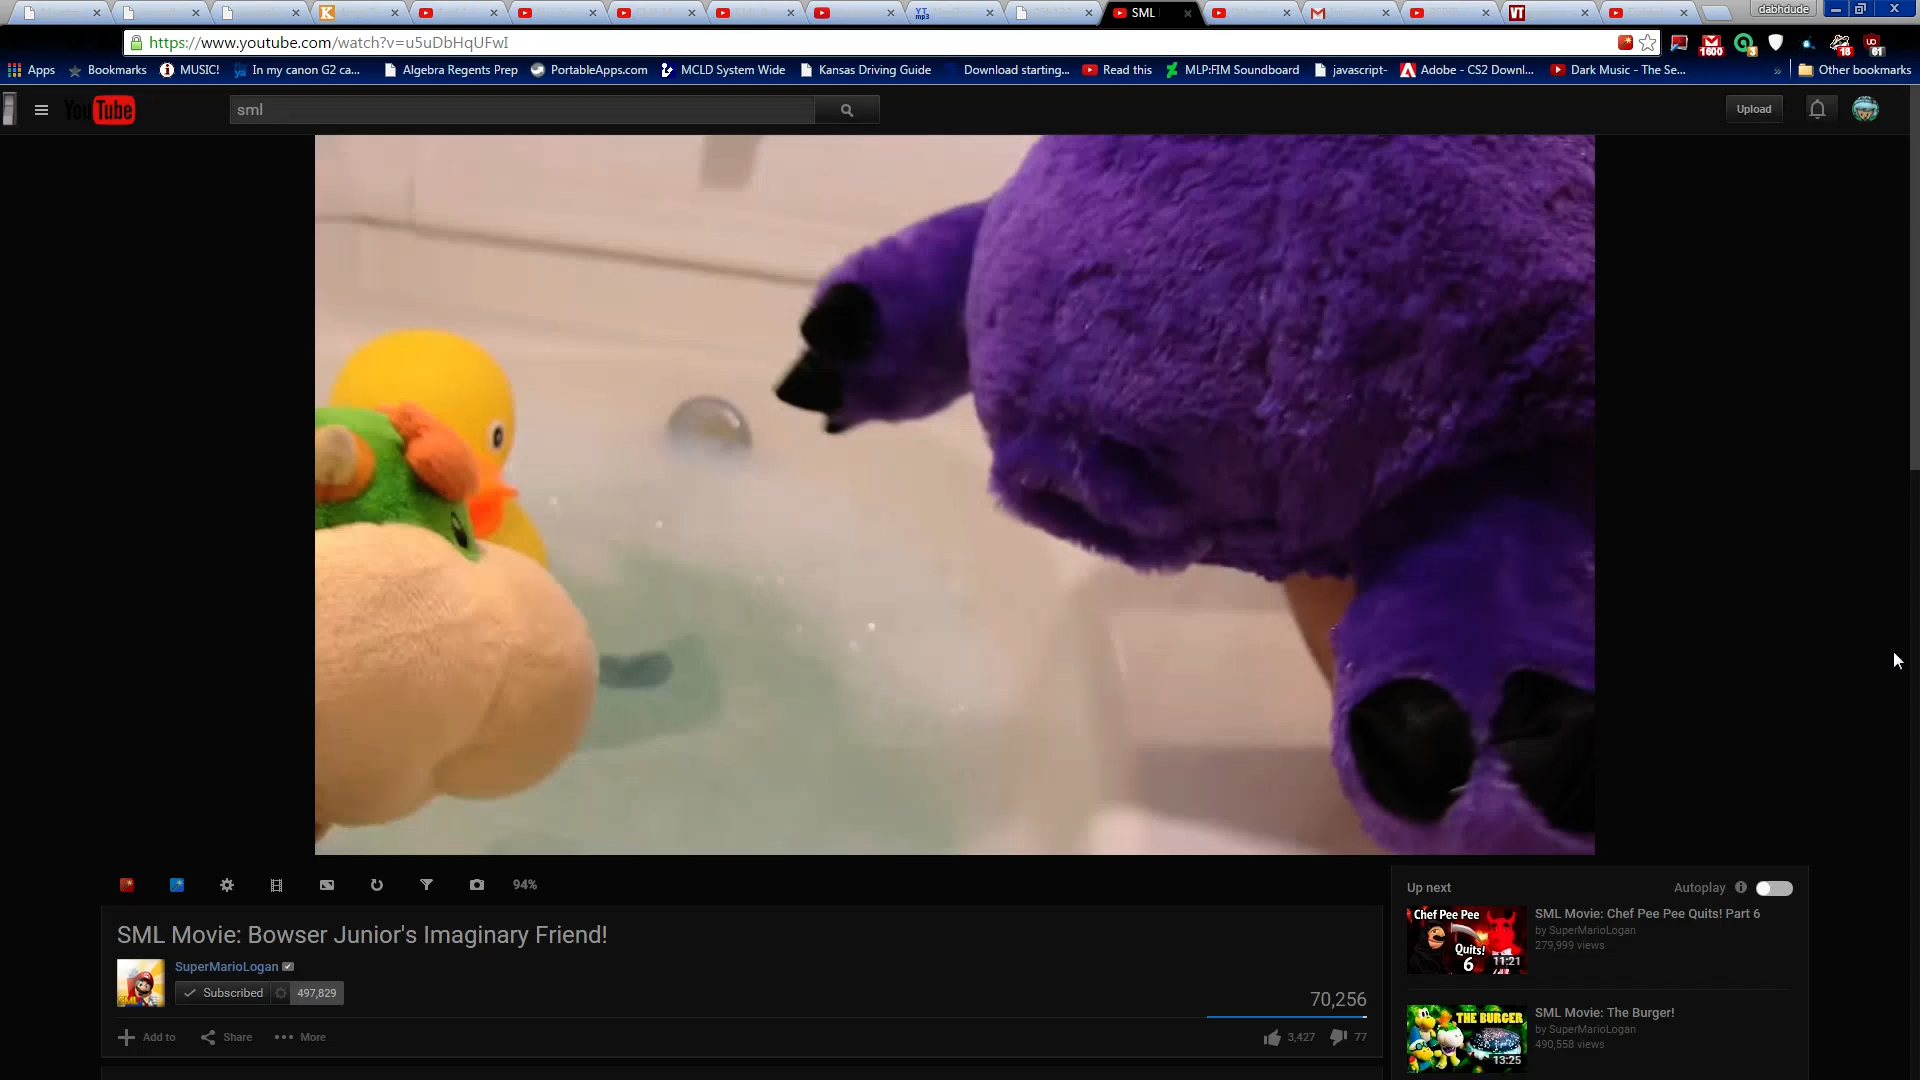 SML
dabhdude
https://www.youtube.com/watch?v=u5uDbHqUFwI
1600 3 18 61
Apps Bookmarks MUSIC! In my canon G2 ca... Algebra Regents Prep PortableApps.com MCLD System Wide Kansas Driving Guide Download starting... Read this MLP:FIM Soundboard javascript- Adobe - CS2 Downl... Dark Music - The Se... » Other bookmarks
YouTube sml Upload
94%
SML Movie: Bowser Junior's Imaginary Friend!
SuperMarioLogan
Subscribed 497,829
70,256
Add to Share More 3,427 77
Up next Autoplay
Chef Pee Pee Quits! 6 11:21
SML Movie: Chef Pee Pee Quits! Part 6
by SuperMarioLogan
279,999 views
THE BURGER 13:25
SML Movie: The Burger!
by SuperMarioLogan
490,558 views